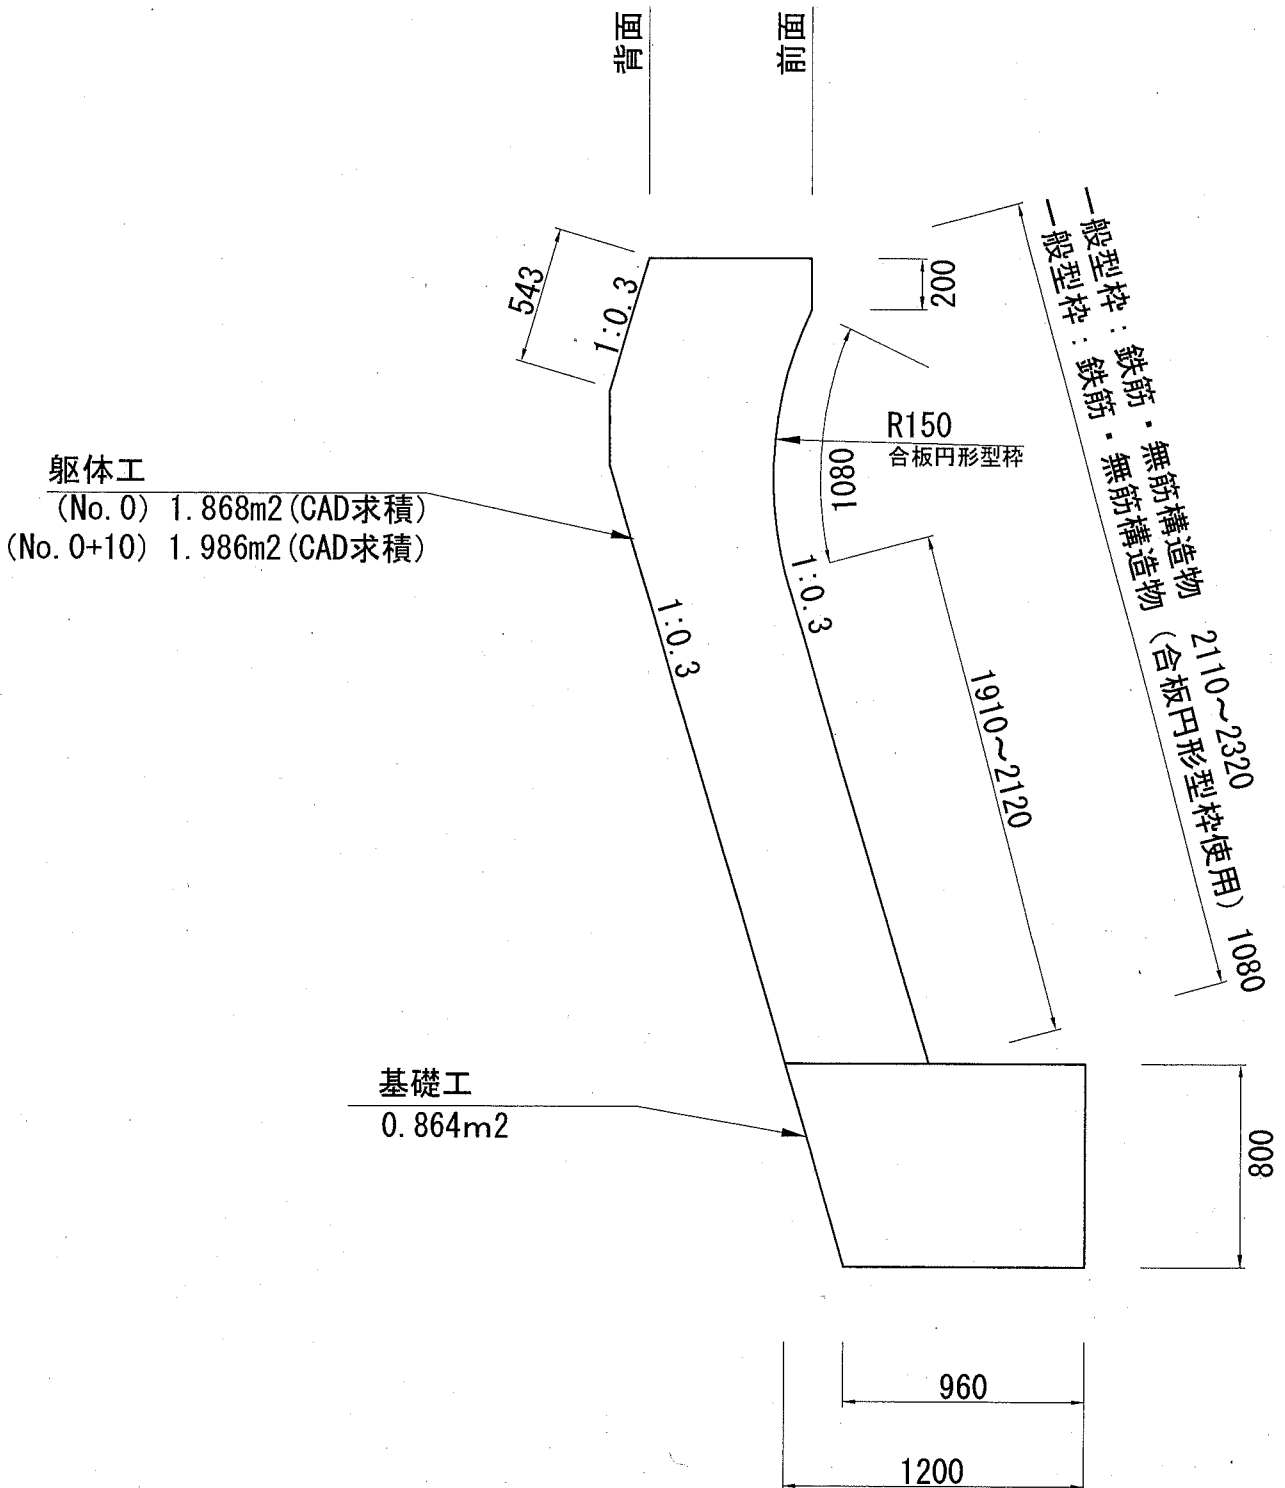 背面
前面
543
1:0.3
200
一般型枠：鉄筋・無筋構造物 2110～2320
一般型枠：鉄筋・無筋構造物（合板円形型枠使用）1080
R150
合板円形型枠
1080
躯体工
(No.0) 1.868m2(CAD求積)
(No.0+10) 1.986m2(CAD求積)
1:0.3
1:0.3
1910～2120
基礎工
0.864m2
800
960
1200